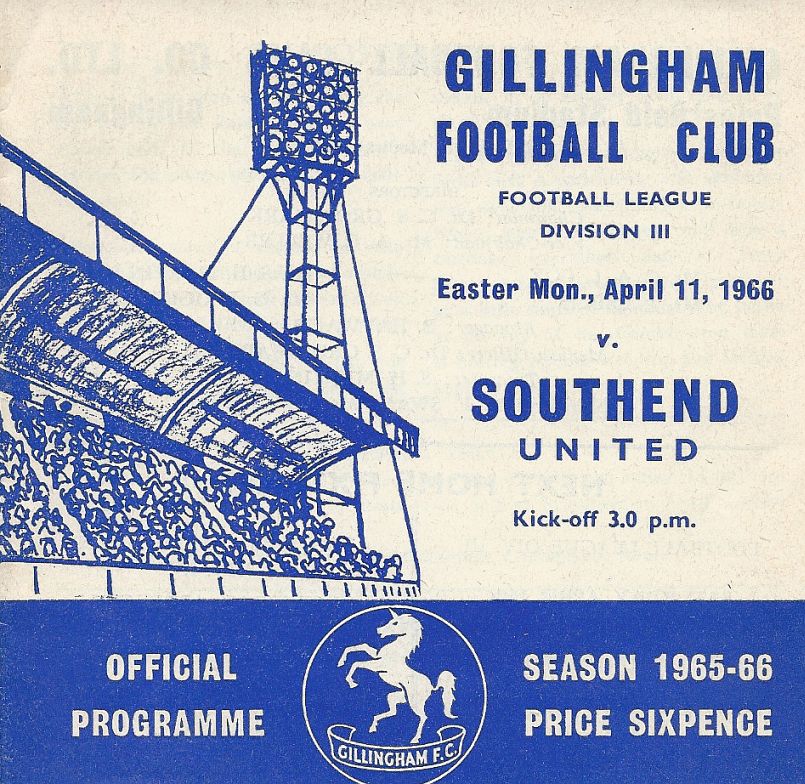 GILLINGHAM
FOOTBALL CLUB
FOOTBALL LEAGUE
DIVISION III
Easter Mon., April 11, 1966
v.
SOUTHEND
UNITED
Kick-off 3.0 p.m.
OFFICIAL
PROGRAMME
GILLINGHAM F.C.
SEASON 1965-66
PRICE SIXPENCE